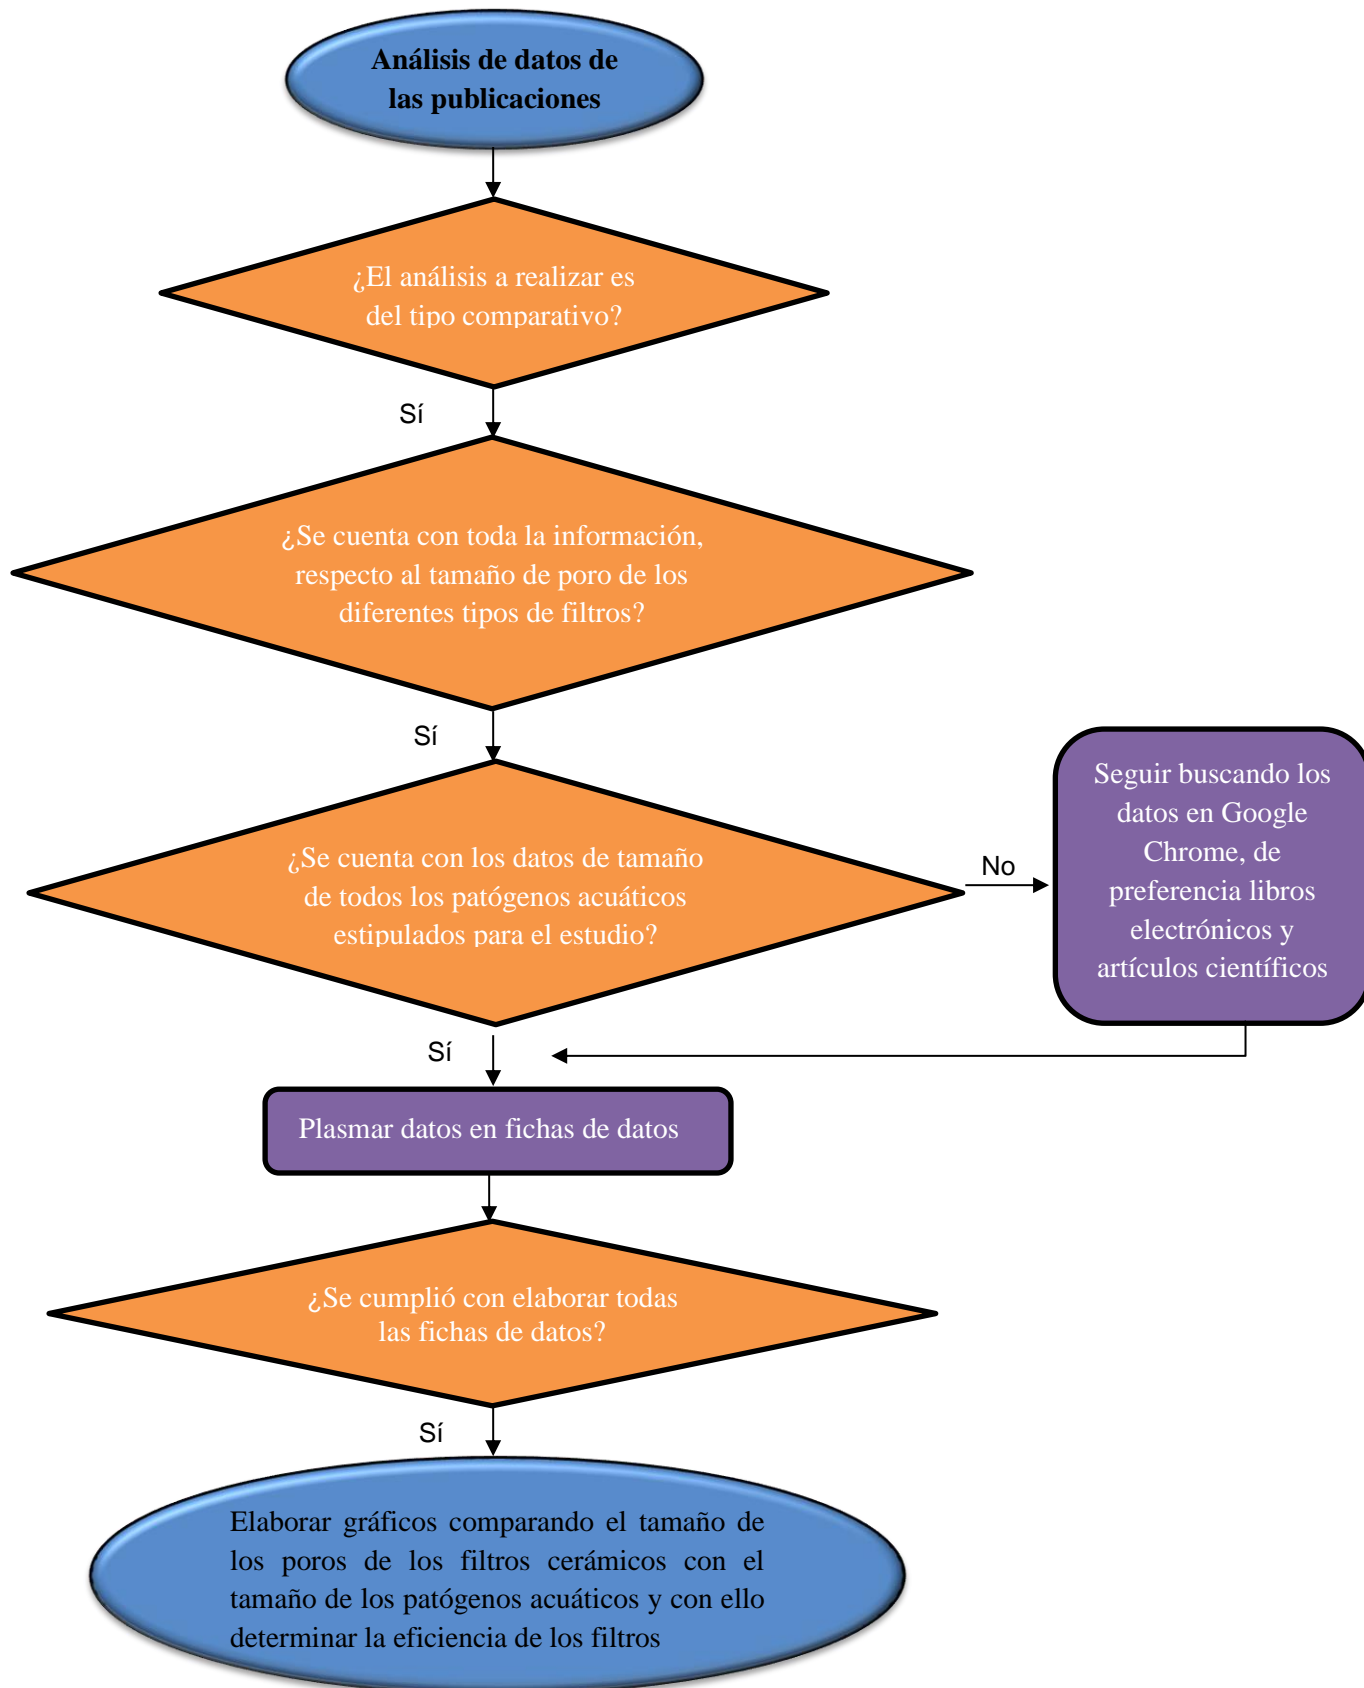 Análisis de datos de
las publicaciones
¿El análisis a realizar es
del tipo comparativo?
Sí
¿Se cuenta con toda la información,
respecto al tamaño de poro de los
diferentes tipos de filtros?
Sí
¿Se cuenta con los datos de tamaño
de todos los patógenos acuáticos
estipulados para el estudio?
No
Seguir buscando los
datos en Google
Chrome, de
preferencia libros
electrónicos y
artículos científicos
Sí
Plasmar datos en fichas de datos
¿Se cumplió con elaborar todas
las fichas de datos?
Sí
Elaborar gráficos comparando el tamaño de
los poros de los filtros cerámicos con el
tamaño de los patógenos acuáticos y con ello
determinar la eficiencia de los filtros